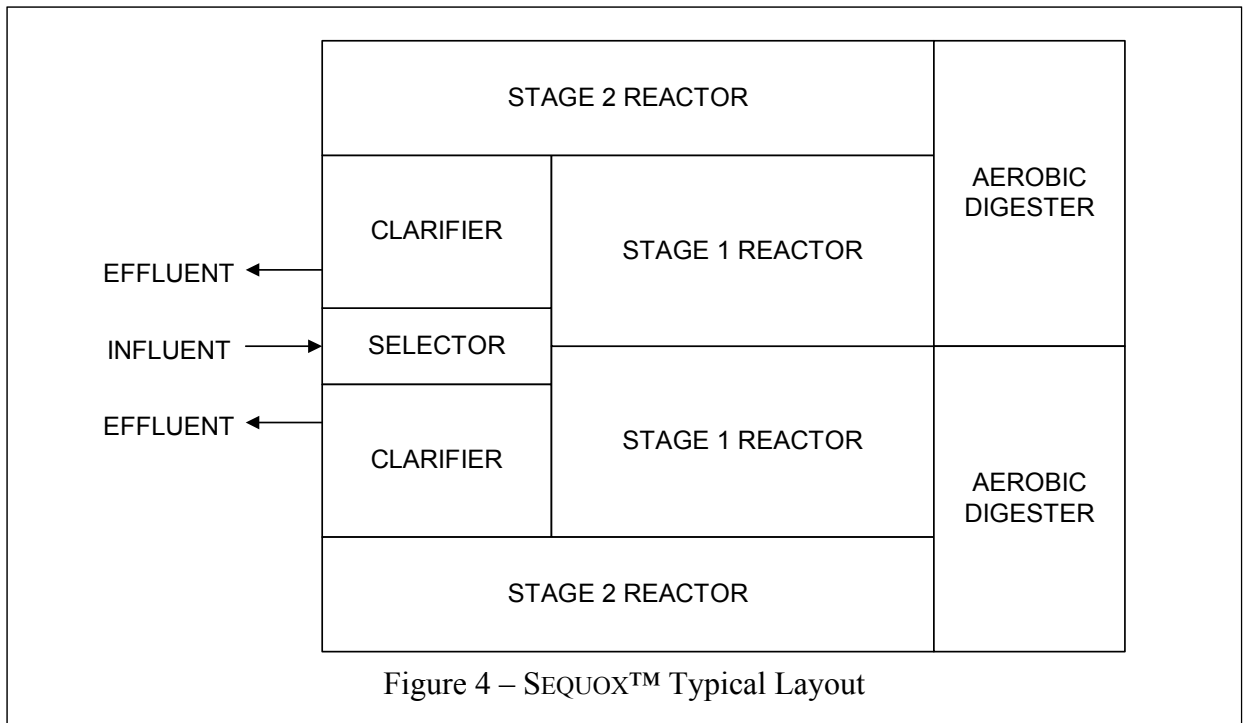 STAGE 2 REACTOR
AEROBIC
DIGESTER
CLARIFIER
STAGE 1 REACTOR
EFFLUENT
INFLUENT
SELECTOR
EFFLUENT
CLARIFIER
STAGE 1 REACTOR
AEROBIC
DIGESTER
STAGE 2 REACTOR
Figure 4 – SEQUOX™ Typical Layout